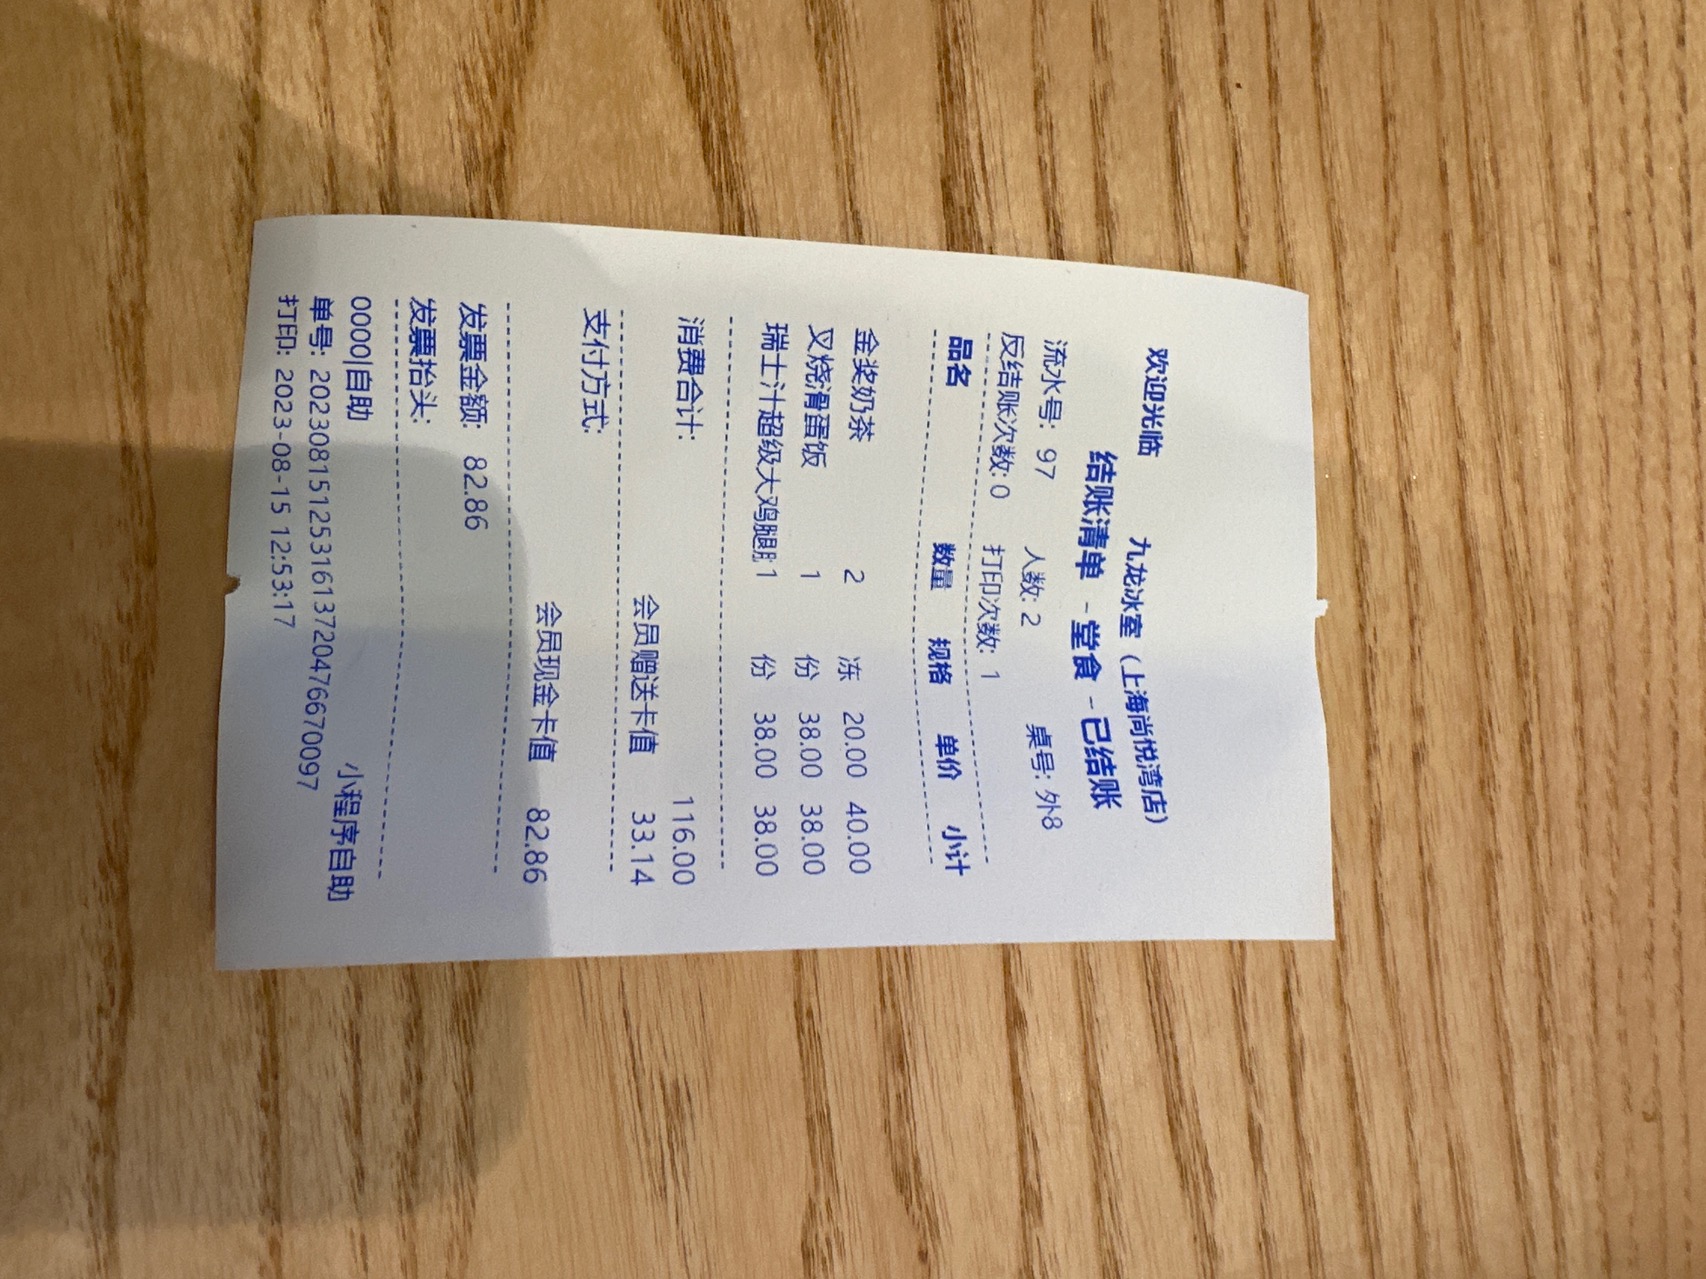 欢迎光临
九龙冰室（上海尚悦湾店）
结账清单 - 堂食 - 已结账
流水号: 97 人数: 2 桌号: 外8
反结账次数: 0 打印次数: 1
品名 数量 规格 单价 小计
金奖奶茶 2 冻 20.00 40.00
叉烧滑蛋饭 1 份 38.00 38.00
瑞士汁超级大鸡腿 1 份 38.00 38.00
消费合计: 116.00
会员赠送卡值 33.14
支付方式:
会员现金卡值 82.86
发票金额: 82.86
发票抬头:
0000|自助 小程序自助
单号: 2023081512531613720476670097
打印: 2023-08-15 12:53:17